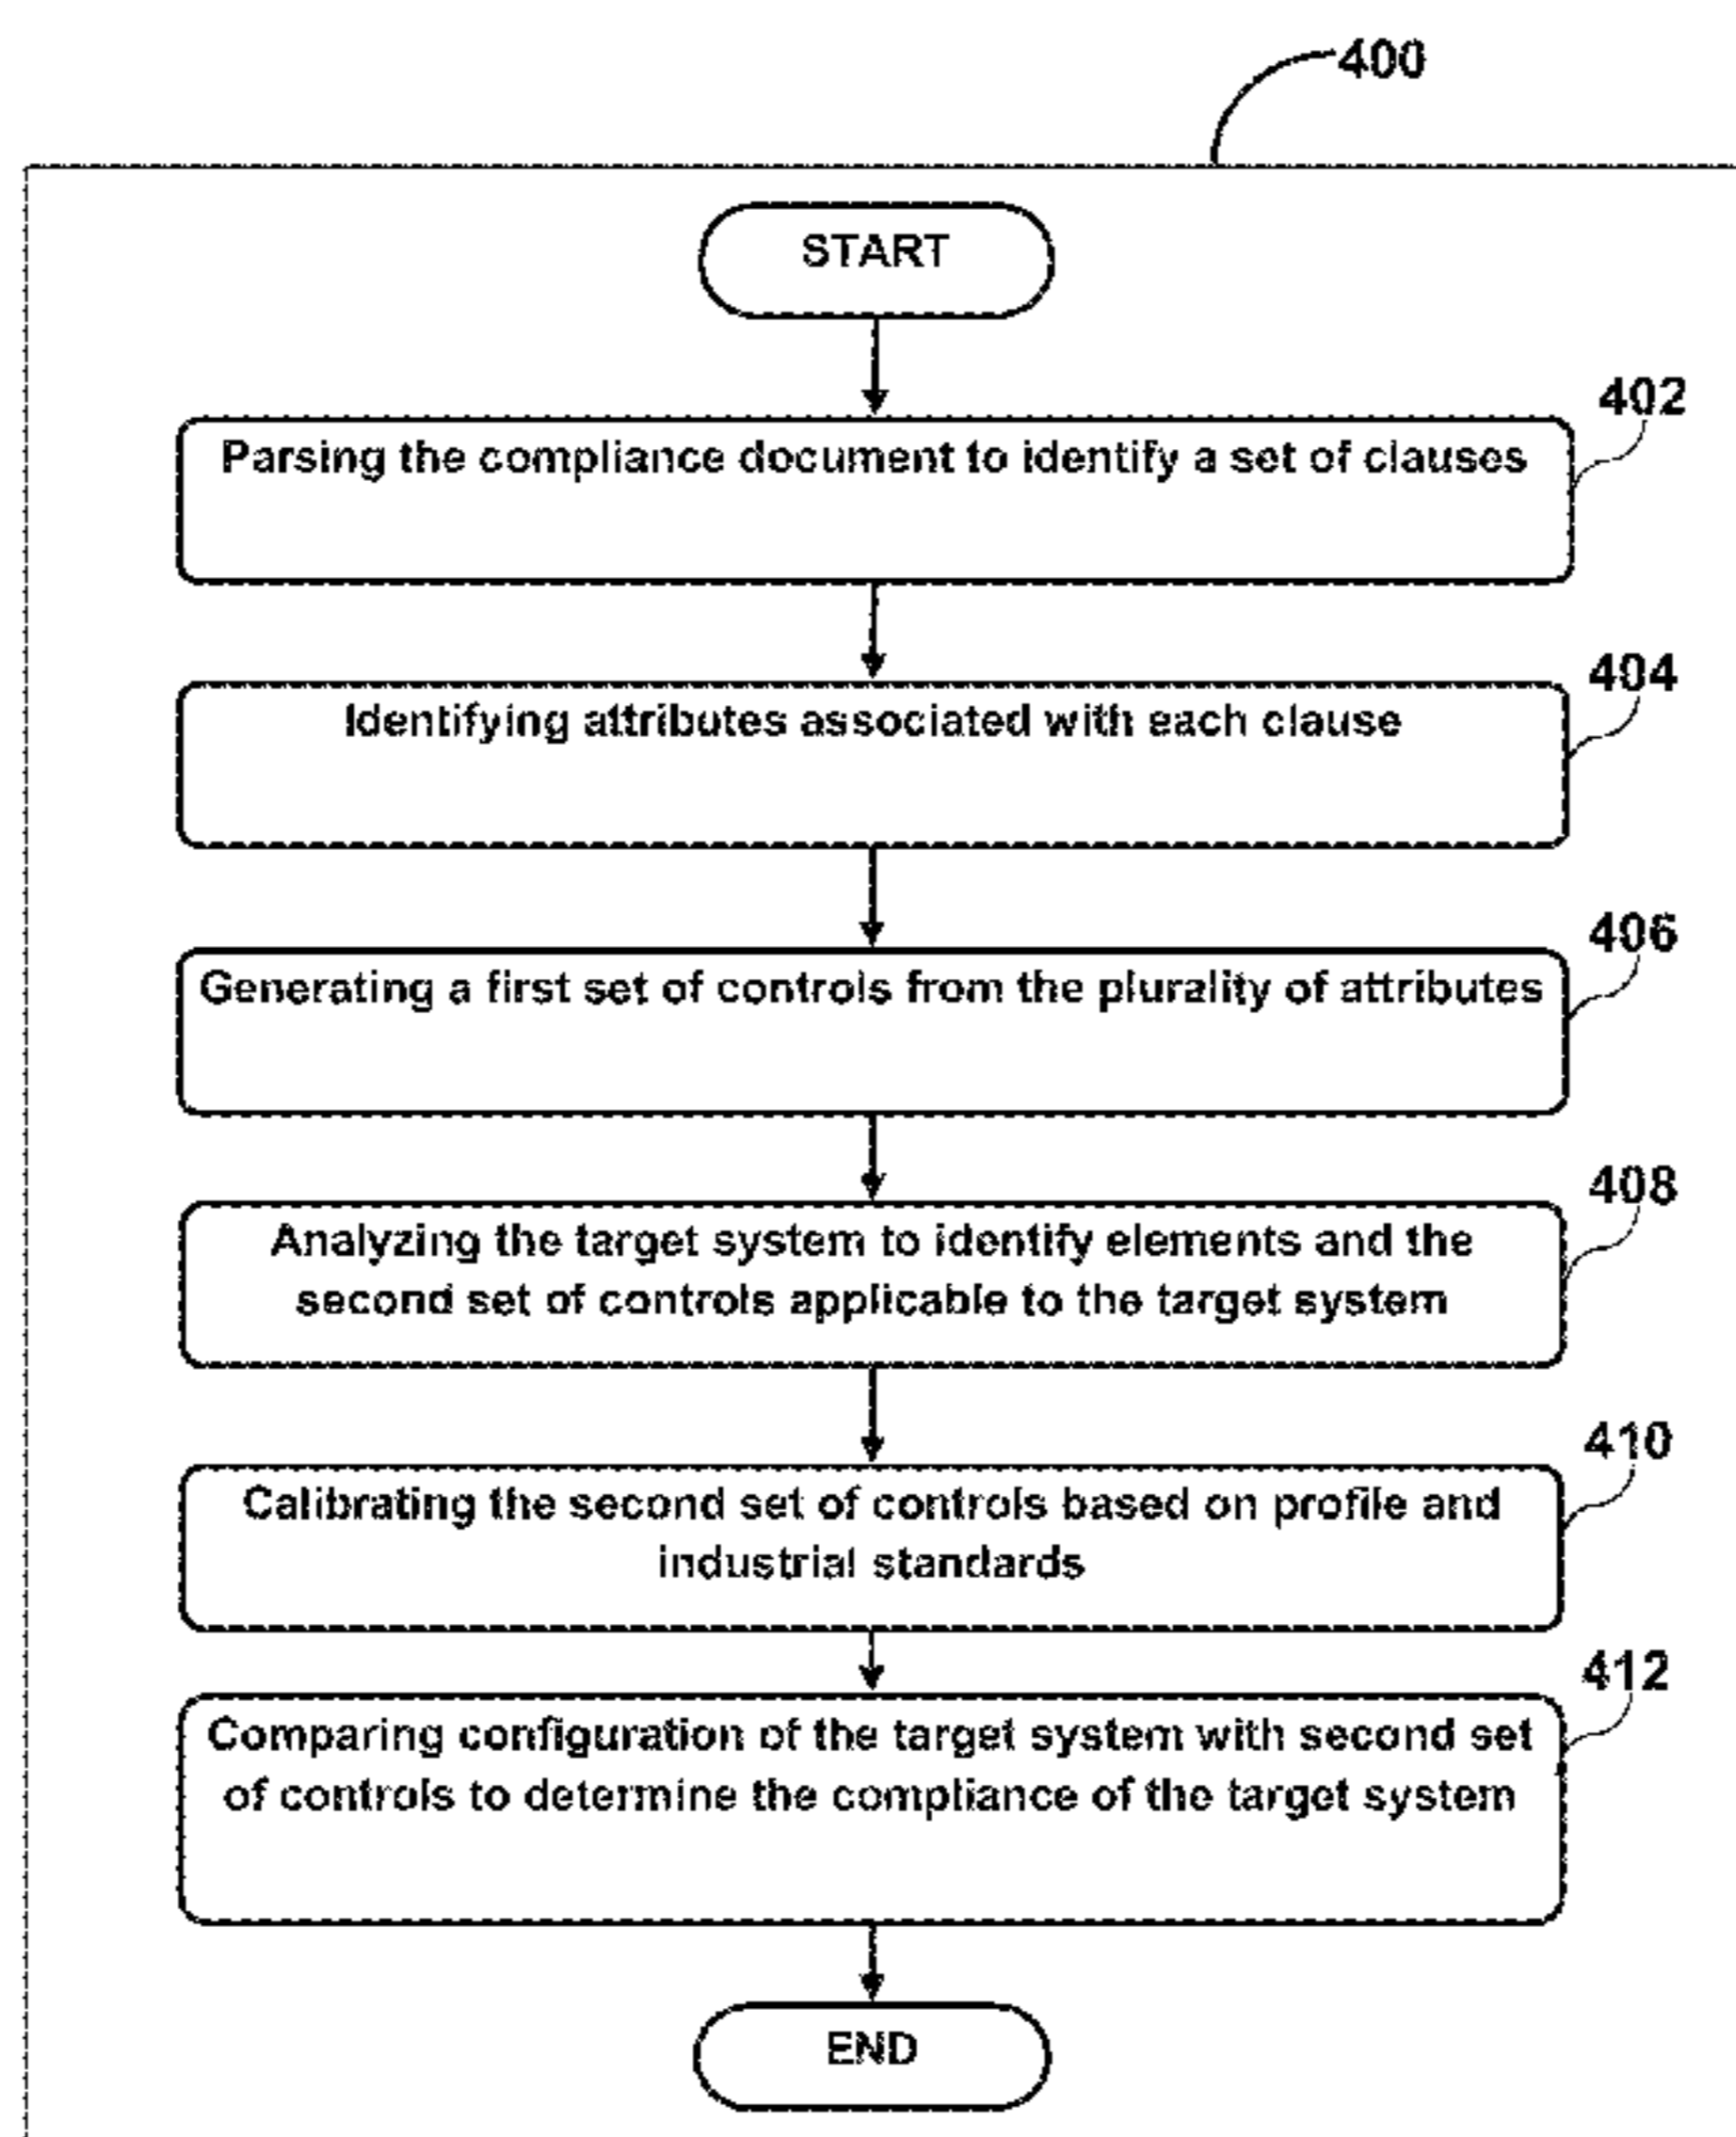 400
START
402
Parsing the compliance document to identify a set of clauses
404
Identifying attributes associated with each clause
406
Generating a first set of controls from the plurality of attributes
408
Analyzing the target system to identify elements and the
second set of controls applicable to the target system
410
Calibrating the second set of controls based on profile and
industrial standards
412
Comparing configuration of the target system with second set
of controls to determine the compliance of the target system
END